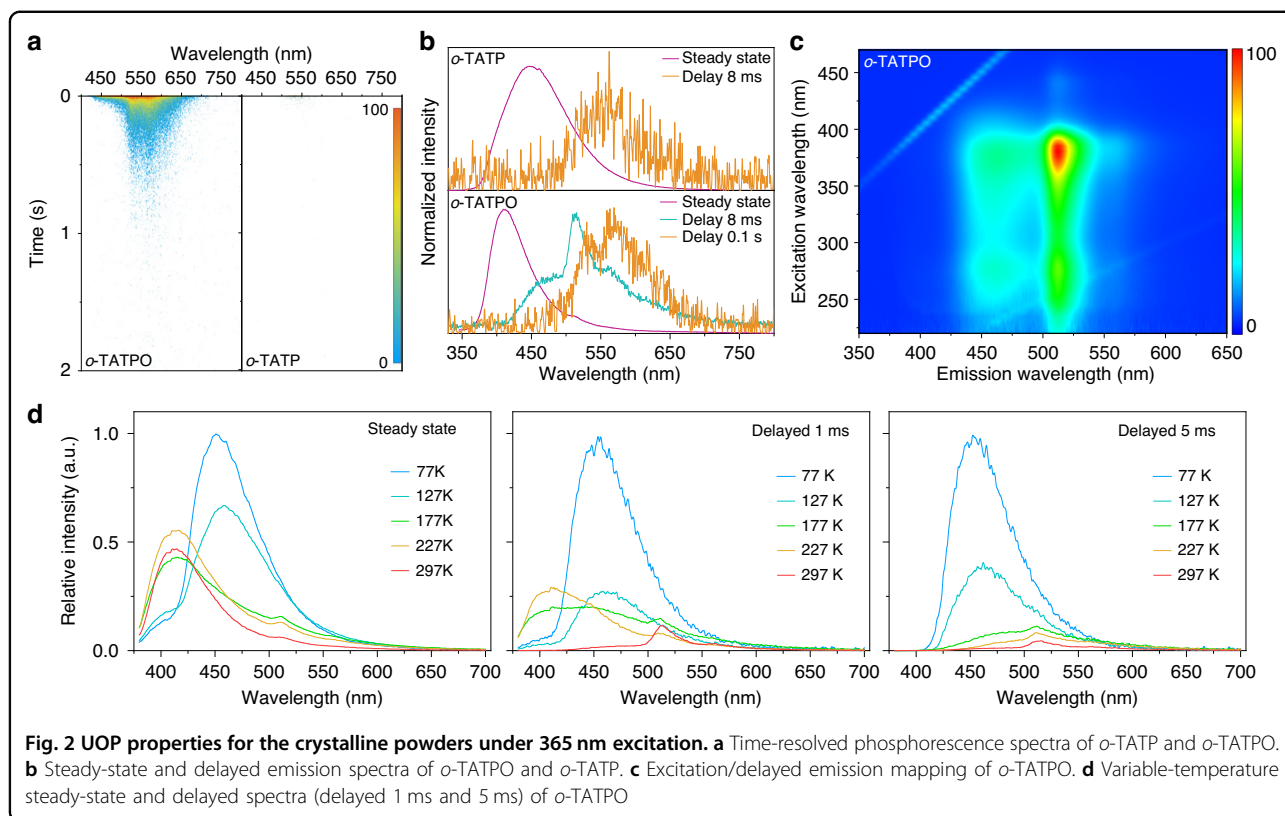 a
Wavelength (nm)
450 550 650 750 450 550 650 750
0
1
2
Time (s)
100
0
o-TATPO
o-TATP
b
o-TATP
Steady state
Delay 8 ms
o-TATPO
Steady state
Delay 8 ms
Delay 0.1 s
Normalized intensity
330 450 550 650 750 800
Wavelength (nm)
c
o-TATPO
450
400
350
300
250
Excitation wavelength (nm)
350 400 450 500 550 600 650
Emission wavelength (nm)
100
0
d
Relative intensity (a.u.)
1.0
0.5
0.0
Steady state
77K
127K
177K
227K
297K
400 450 500 550 600 650 700
Wavelength (nm)
Delayed 1 ms
77 K
127 K
177 K
227 K
297 K
400 450 500 550 600 650 700
Wavelength (nm)
Delayed 5 ms
77 K
127 K
177 K
227 K
297 K
400 450 500 550 600 650 700
Wavelength (nm)
Fig. 2 UOP properties for the crystalline powders under 365 nm excitation. a Time-resolved phosphorescence spectra of o-TATP and o-TATPO.
b Steady-state and delayed emission spectra of o-TATPO and o-TATP. c Excitation/delayed emission mapping of o-TATPO. d Variable-temperature
steady-state and delayed spectra (delayed 1 ms and 5 ms) of o-TATPO